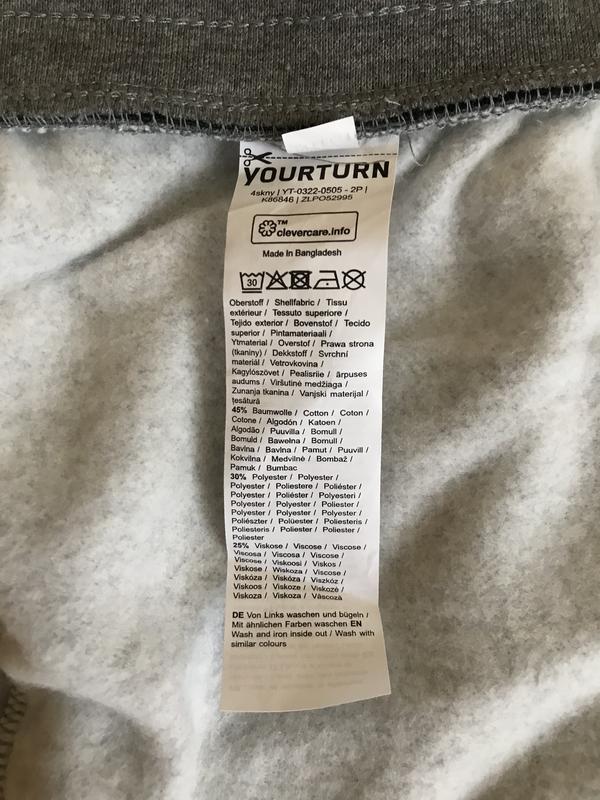 YOURTURN
4skny | YT-0322-0505 - 2P |
K86846 | ZLPO52995
TM
clevercare.info
Made In Bangladesh
30
Oberstoff / Shellfabric / Tissu
extérieur / Tessuto superiore /
Tejido exterior / Bovenstof / Tecido
superior / Pintamateriaali /
Ytmaterial / Overstof / Prawa strona
(tkaniny) / Dekkstoff / Svrchní
materiál / Vetrovkovina /
Kagylószövet / Pealisriie / ārpuses
audums / Viršutinė medžiaga /
Zunanja tkanina / Vanjski materijal /
țesătură
45% Baumwolle / Cotton / Coton /
Cotone / Algodón / Katoen /
Algodão / Puuvilla / Bomull /
Bomuld / Bawełna / Bomull /
Bavlna / Bavlna / Pamut / Puuvill /
Kokvilna / Medvilnė / Bombaž /
Pamuk / Bumbac
30% Polyester / Polyester /
Polyester / Poliestere / Poliéster /
Polyester / Poliéster / Polyesteri /
Polyester / Polyester / Poliester /
Polyester / Polyester / Polyester /
Poliészter / Polüester / Poliesteris /
Poliesteris / Poliester / Poliester /
Poliester
25% Viskose / Viscose / Viscose /
Viscosa / Viscosa / Viscose /
Viscose / Viskoosi / Viskos /
Viskose / Wiskoza / Viscose /
Viskóza / Viskóza / Viszkóz /
Viskoos / Viskoze / Viskozė /
Viskoza / Viskoza / Vâscoză
DE Von Links waschen und bügeln /
Mit ähnlichen Farben waschen EN
Wash and iron inside out / Wash with
similar colours